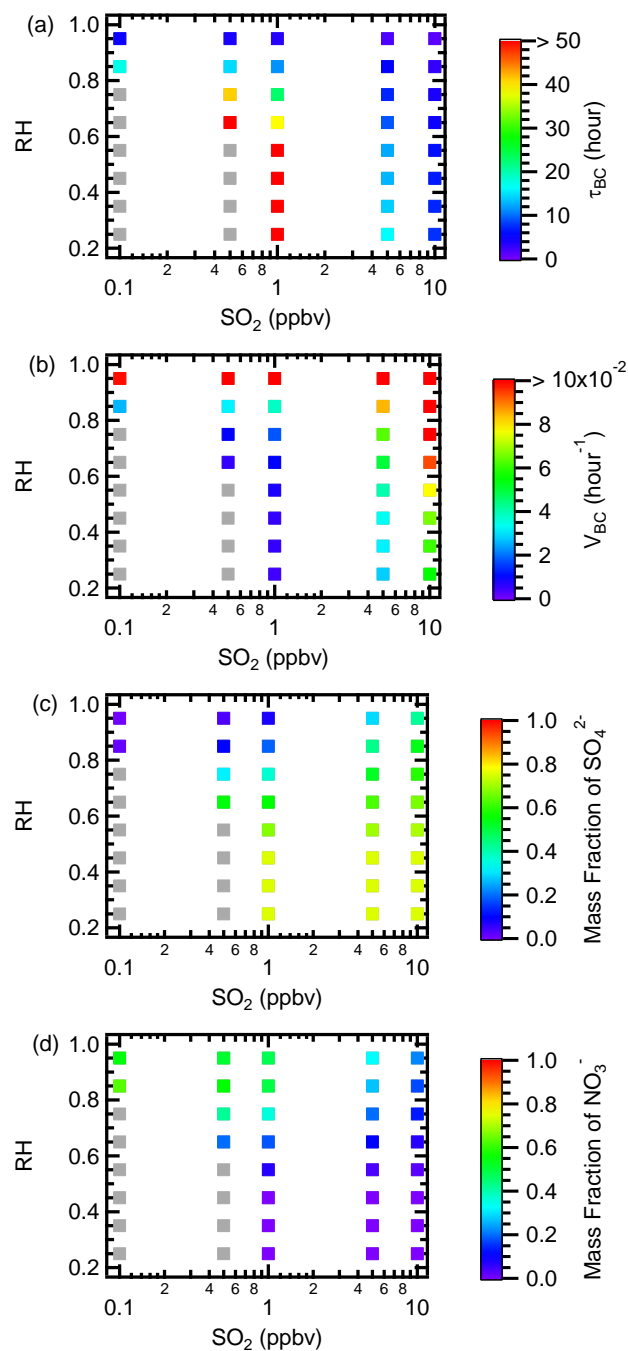 (a)
1.0
0.8
0.6
0.4
0.2
RH
0.1 2 4 6 8 1 2 4 6 8 10
SO2 (ppbv)
> 50
40
30
20
10
0
τBC (hour)
(b)
1.0
0.8
0.6
0.4
0.2
RH
0.1 2 4 6 8 1 2 4 6 8 10
SO2 (ppbv)
> 10x10-2
8
6
4
2
0
VBC (hour-1)
(c)
1.0
0.8
0.6
0.4
0.2
RH
0.1 2 4 6 8 1 2 4 6 8 10
SO2 (ppbv)
1.0
0.8
0.6
0.4
0.2
0.0
Mass Fraction of SO42-
(d)
1.0
0.8
0.6
0.4
0.2
RH
0.1 2 4 6 8 1 2 4 6 8 10
SO2 (ppbv)
1.0
0.8
0.6
0.4
0.2
0.0
Mass Fraction of NO3-